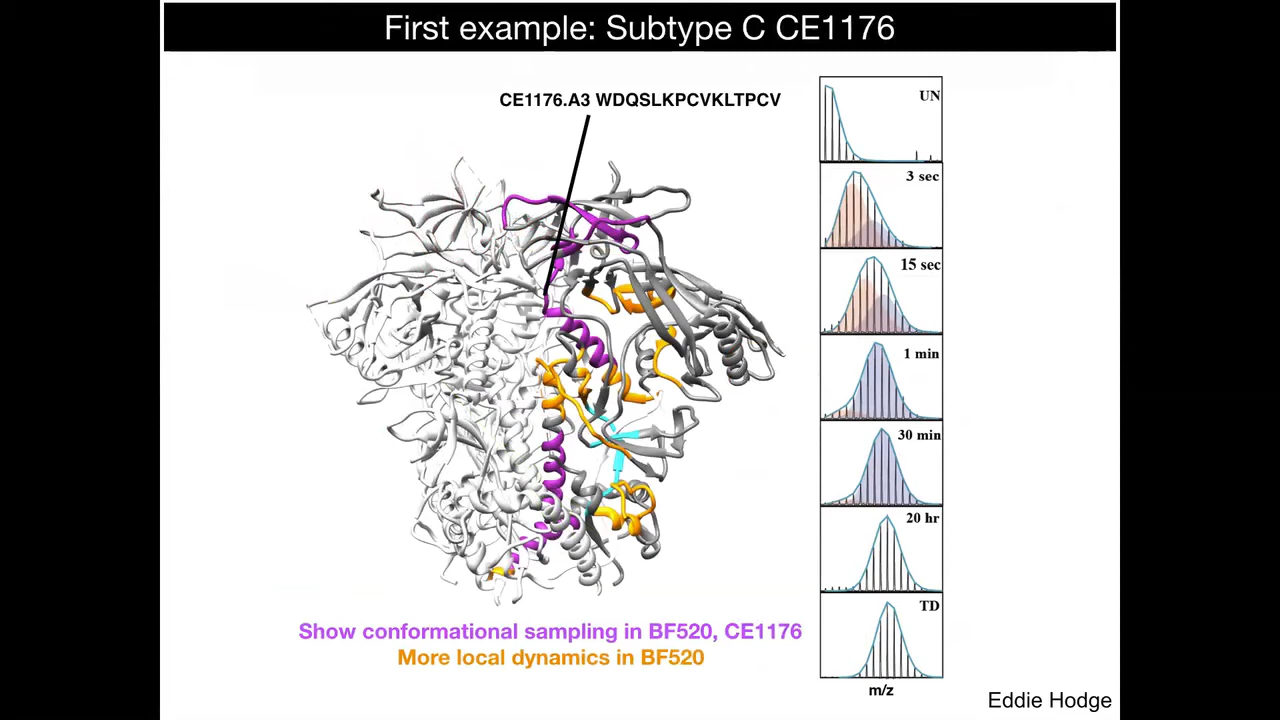 First example: Subtype C CE1176
CE1176.A3 WDQSLKPCVKLTPCV
UN
3 sec
15 sec
1 min
30 min
20 hr
TD
m/z
Show conformational sampling in BF520, CE1176
More local dynamics in BF520
Eddie Hodge